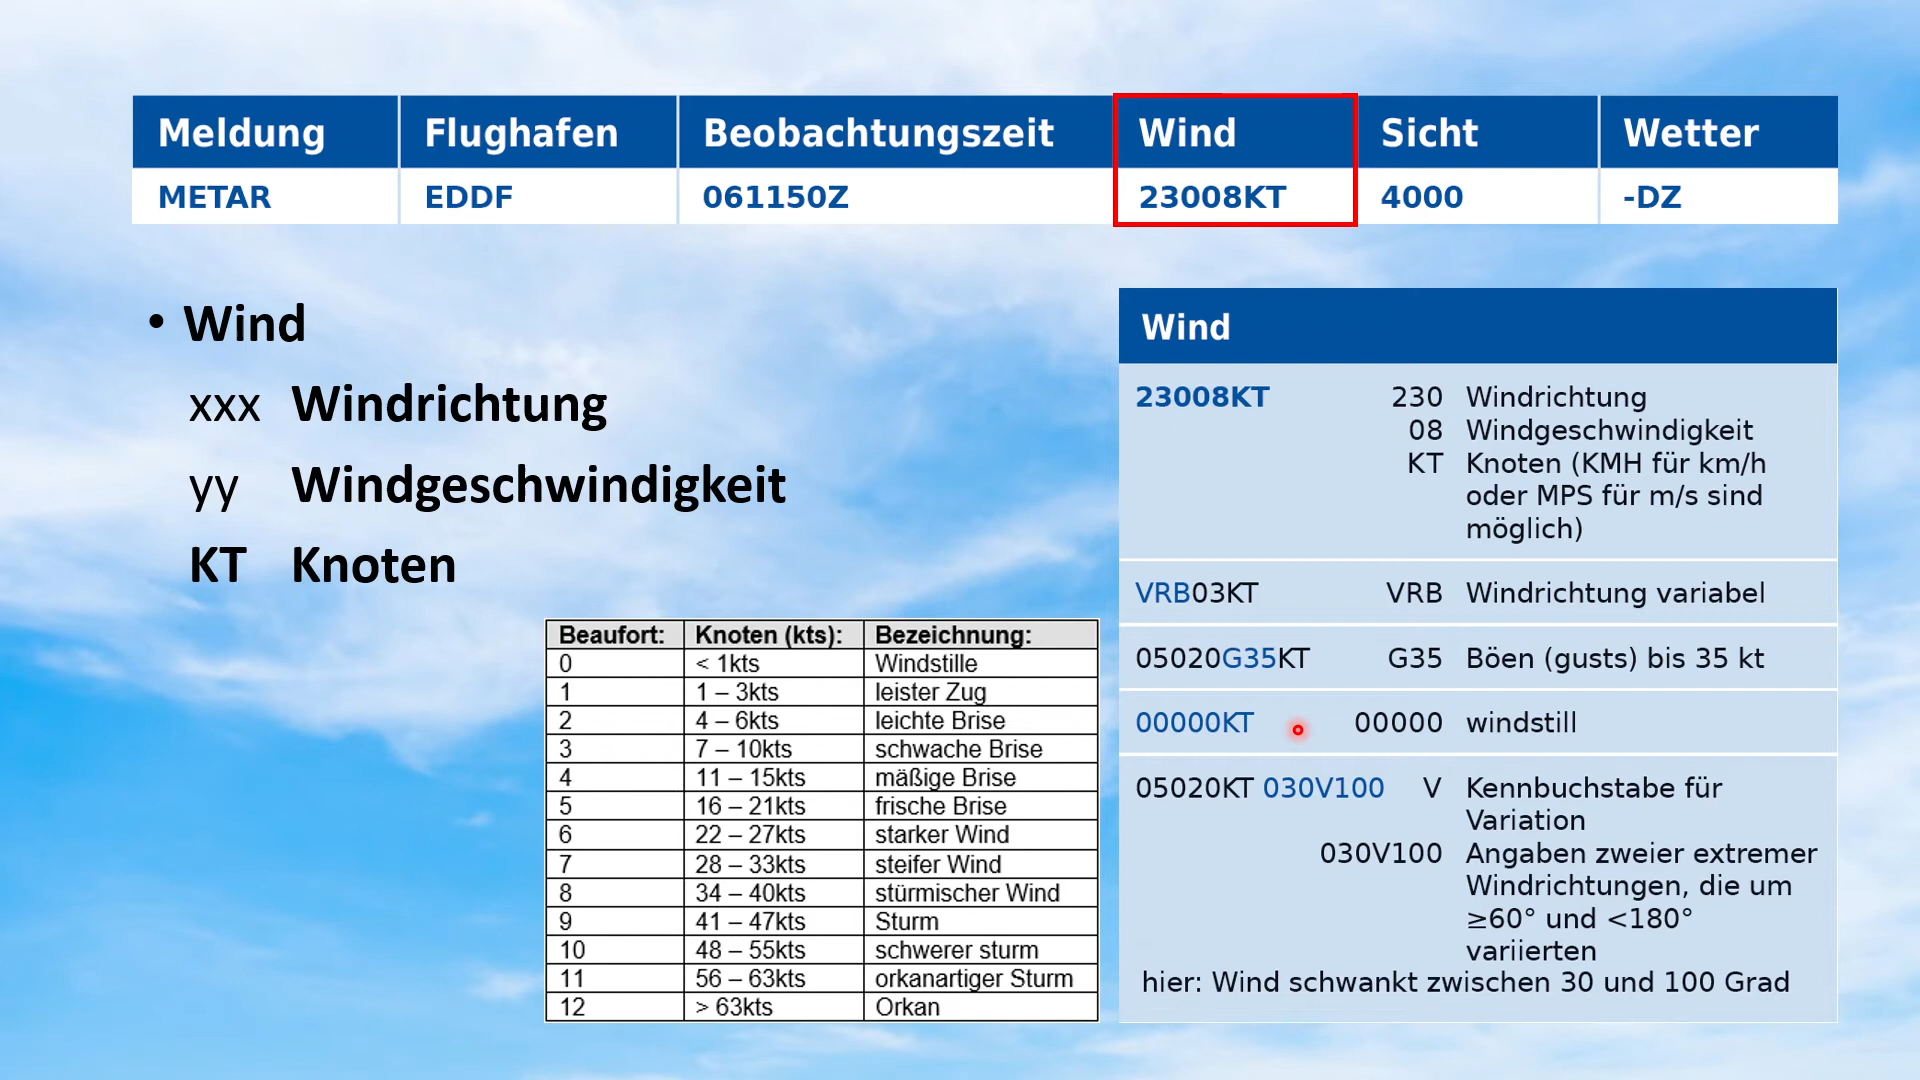 Meldung Flughafen Beobachtungszeit Wind Sicht Wetter
METAR EDDF 061150Z 23008KT 4000 -DZ
• Wind
xxx Windrichtung
yy Windgeschwindigkeit
KT Knoten
Beaufort: Knoten (kts): Bezeichnung:
0 < 1kts Windstille
1 1 – 3kts leister Zug
2 4 – 6kts leichte Brise
3 7 – 10kts schwache Brise
4 11 – 15kts mäßige Brise
5 16 – 21kts frische Brise
6 22 – 27kts starker Wind
7 28 – 33kts steifer Wind
8 34 – 40kts stürmischer Wind
9 41 – 47kts Sturm
10 48 – 55kts schwerer sturm
11 56 – 63kts orkanartiger Sturm
12 > 63kts Orkan
Wind
23008KT 230 Windrichtung
08 Windgeschwindigkeit
KT Knoten (KMH für km/h
oder MPS für m/s sind
möglich)
VRB03KT VRB Windrichtung variabel
05020G35KT G35 Böen (gusts) bis 35 kt
00000KT 00000 windstill
05020KT 030V100 V Kennbuchstabe für
Variation
030V100 Angaben zweier extremer
Windrichtungen, die um
≥60° und <180°
variierten
hier: Wind schwankt zwischen 30 und 100 Grad